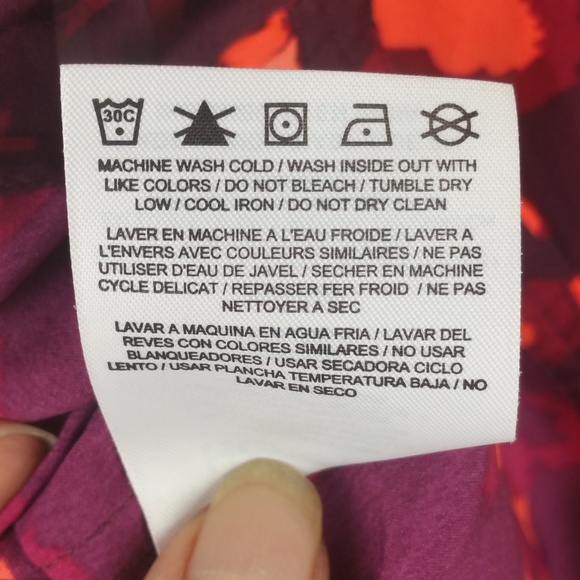 30C
MACHINE WASH COLD / WASH INSIDE OUT WITH
LIKE COLORS / DO NOT BLEACH / TUMBLE DRY
LOW / COOL IRON / DO NOT DRY CLEAN
LAVER EN MACHINE A L'EAU FROIDE / LAVER A
L'ENVERS AVEC COULEURS SIMILAIRES / NE PAS
UTILISER D'EAU DE JAVEL / SECHER EN MACHINE
CYCLE DELICAT / REPASSER FER FROID / NE PAS
NETTOYER A SEC
LAVAR A MAQUINA EN AGUA FRIA / LAVAR DEL
REVES CON COLORES SIMILARES / NO USAR
BLANQUEADORES / USAR SECADORA CICLO
LENTO / USAR PLANCHA TEMPERATURA BAJA / NO
LAVAR EN SECO